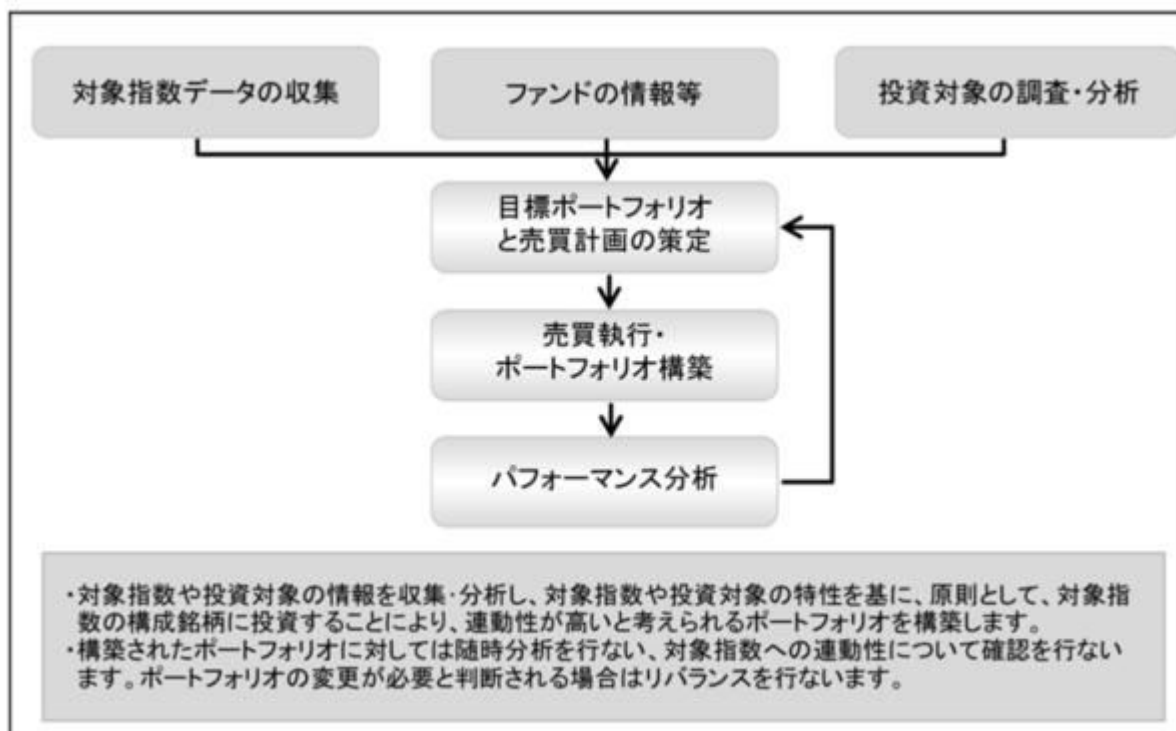 対象指数データの収集
ファンドの情報等
投資対象の調査・分析
目標ポートフォリオ
と売買計画の策定
売買執行・
ポートフォリオ構築
パフォーマンス分析
・対象指数や投資対象の情報を収集・分析し、対象指数や投資対象の特性を基に、原則として、対象指
数の構成銘柄に投資することにより、連動性が高いと考えられるポートフォリオを構築します。
・構築されたポートフォリオに対しては随時分析を行ない、対象指数への連動性について確認を行ない
ます。ポートフォリオの変更が必要と判断される場合はリバランスを行ないます。